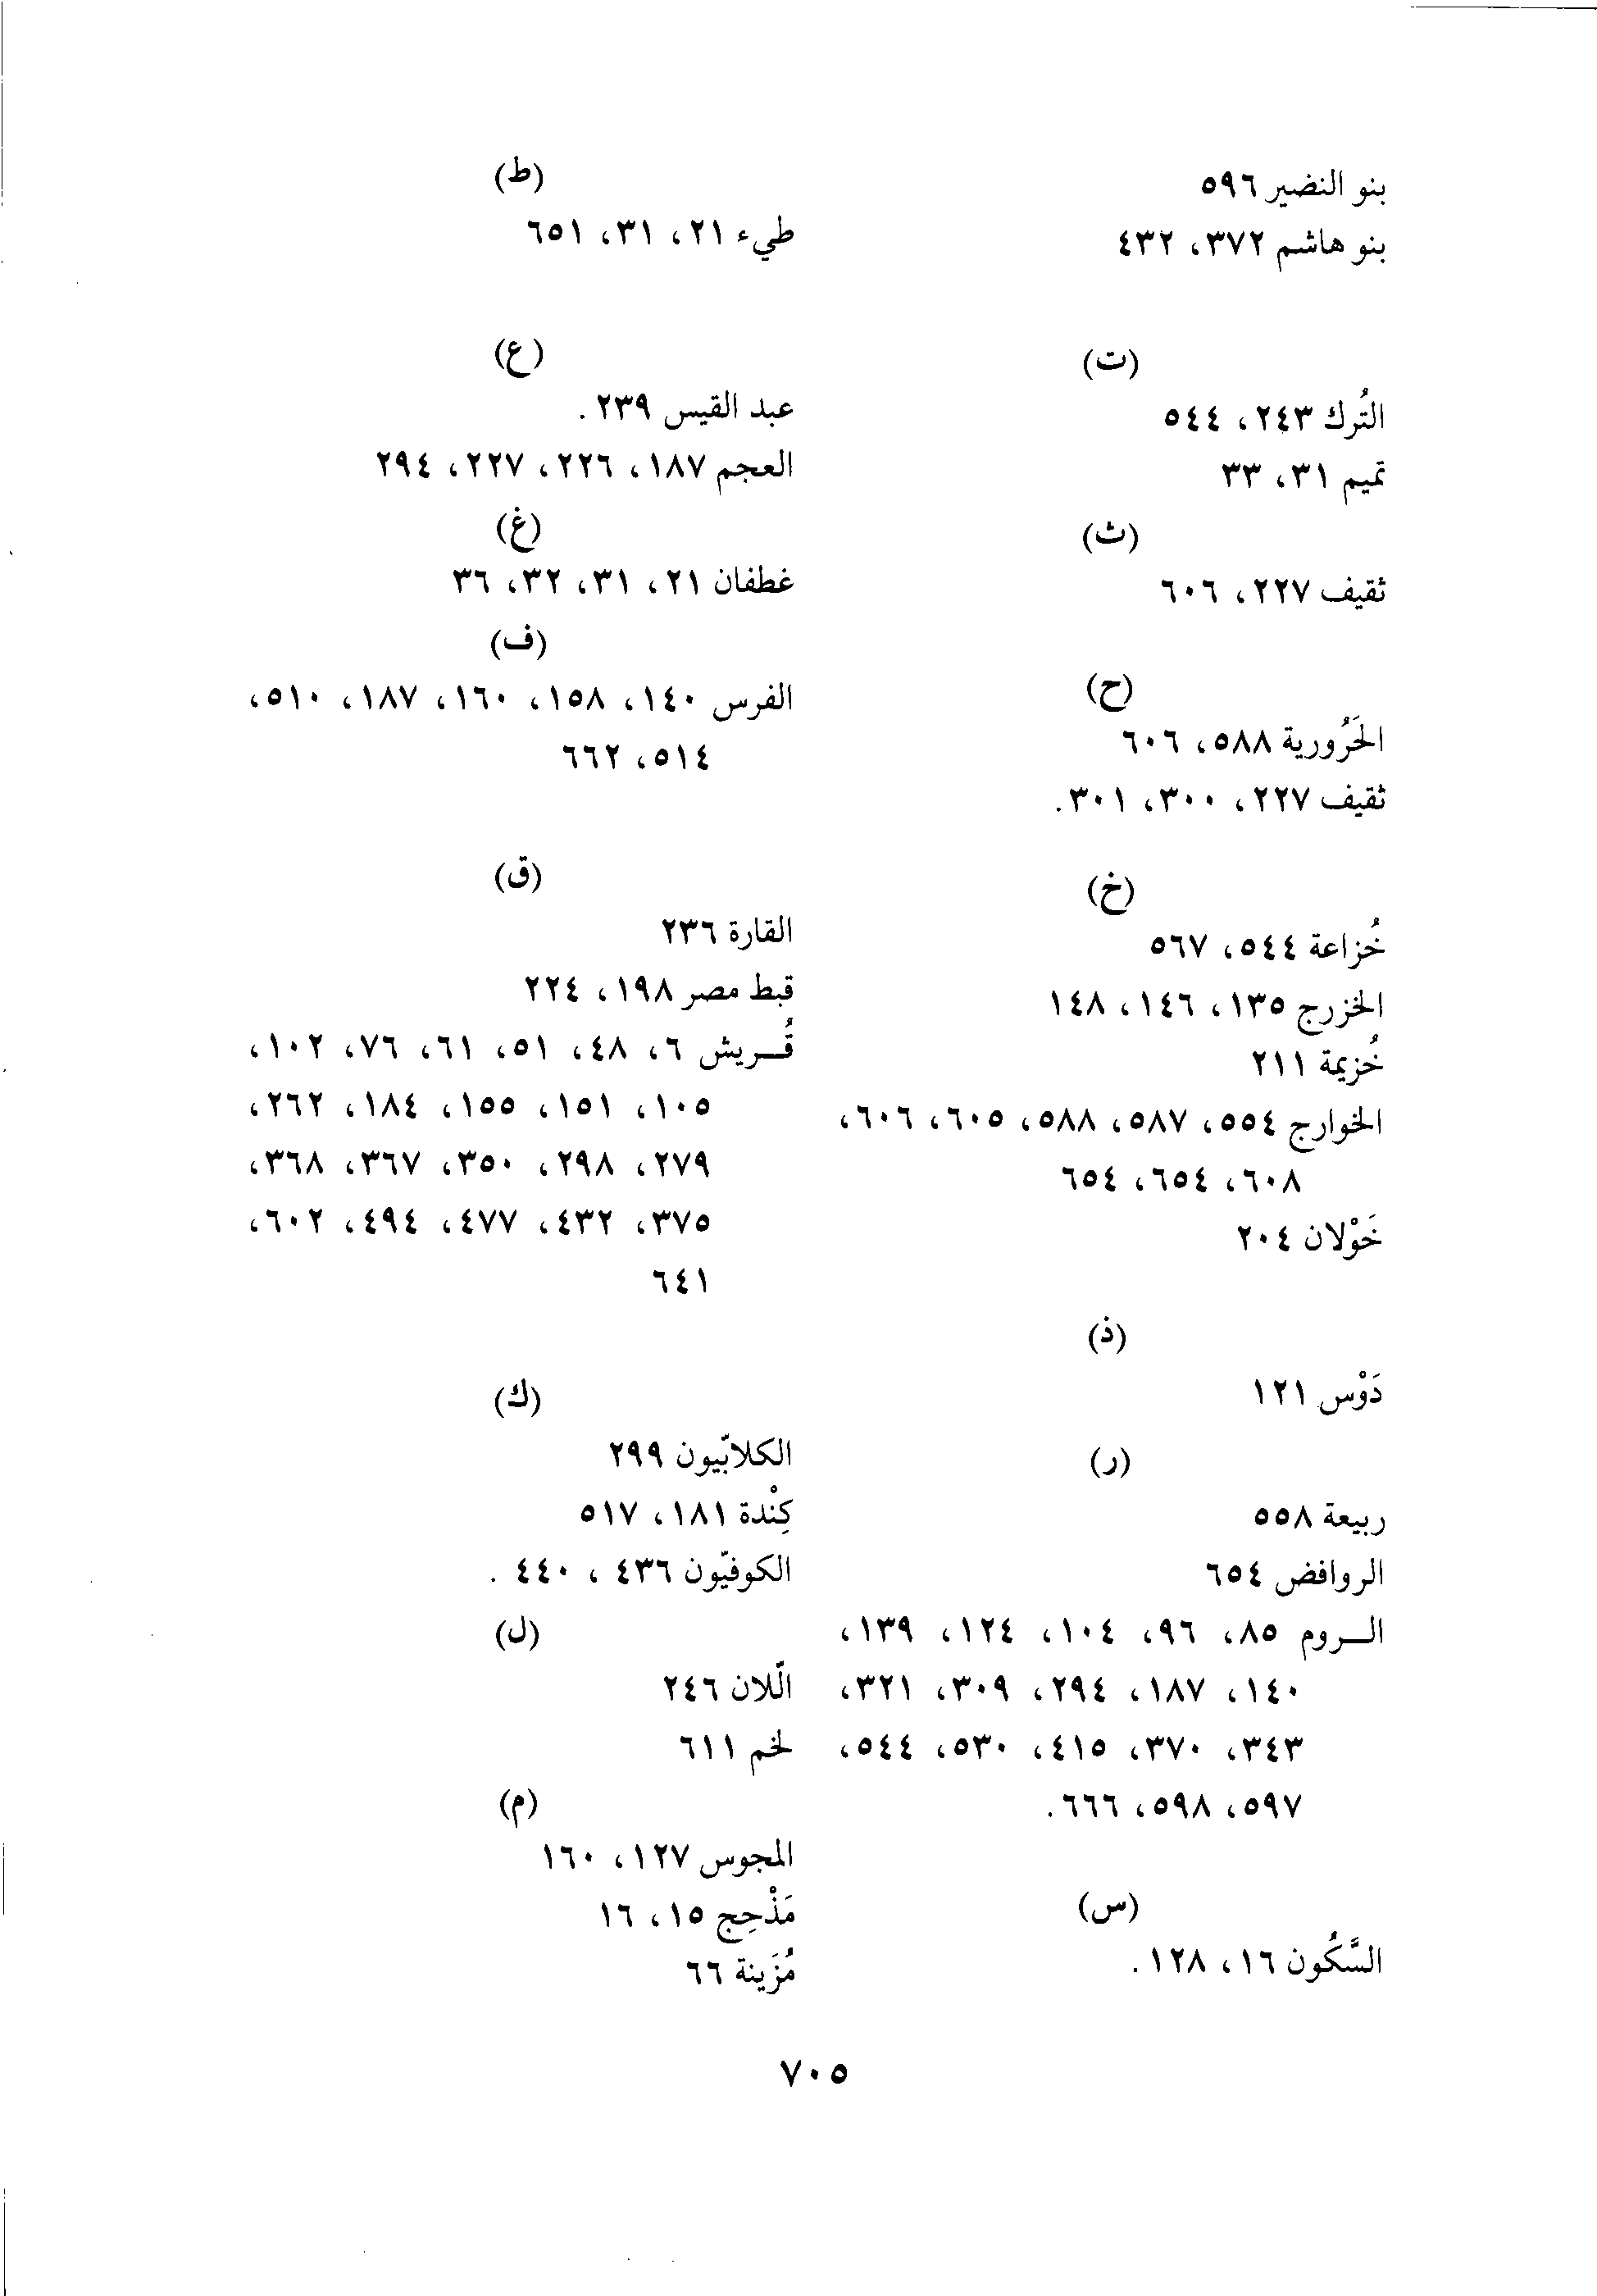 بنو النضير ٥٩٦
بنو هاشم ٣٧٢، ٤٣٢
(ت)
التُرك ٢٤٣، ٥٤٤
تميم ٣١، ٣٣
(ث)
ثقيف ٢٢٧، ٦٠٦
(ح)
الحَرُورية ٥٨٨، ٦٠٦
ثقيف ٢٢٧، ٣٠٠، ٣٠١.
(خ)
خُزاعة ٥٤٤، ٥٦٧
الخزرج ١٣٥، ١٤٦، ١٤٨
خُزيمة ٢١١
الخوارج ٥٥٤، ٥٨٧، ٥٨٨، ٦٠٥، ٦٠٦،
٦٠٨، ٦٥٤، ٦٥٤
خَوْلان ٢٠٤
(ذ)
دَوْس ١٢١
(ر)
ربيعة ٥٥٨
الروافض ٦٥٤
الـروم ٨٥، ٩٦، ١٠٤، ١٢٤، ١٣٩،
١٤٠، ١٨٧، ٢٩٤، ٣٠٩، ٣٢١،
٣٤٣، ٣٧٠، ٤١٥، ٥٣٠، ٥٤٤،
٥٩٧، ٥٩٨، ٦٦٦.
(س)
السَّكُون ١٦، ١٢٨.
(ط)
طيء ٢١، ٣١، ٦٥١
(ع)
عبد القيس ٢٣٩.
العجم ١٨٧، ٢٢٦، ٢٢٧، ٢٩٤
(غ)
غطفان ٢١، ٣١، ٣٢، ٣٦
(ف)
الفرس ١٤٠، ١٥٨، ١٦٠، ١٨٧، ٥١٠،
٥١٤، ٦٦٢
(ق)
القارة ٢٣٦
قبط مصر ١٩٨، ٢٢٤
قُـريش ٦، ٤٨، ٥١، ٦١، ٧٦، ١٠٢،
١٠٥، ١٥١، ١٥٥، ١٨٤، ٢٦٢،
٢٧٩، ٢٩٨، ٣٥٠، ٣٦٧، ٣٦٨،
٣٧٥، ٤٣٢، ٤٧٧، ٤٩٤، ٦٠٢،
٦٤١
(ك)
الكلابّيون ٢٩٩
كِنْدة ١٨١، ٥١٧
الكوفيّون ٤٣٦، ٤٤٠.
(ل)
الّلان ٢٤٦
لخم ٦١١
(م)
المجوس ١٢٧، ١٦٠
مَذْحِج ١٥، ١٦
مُزَينة ٦٦
٧٠٥